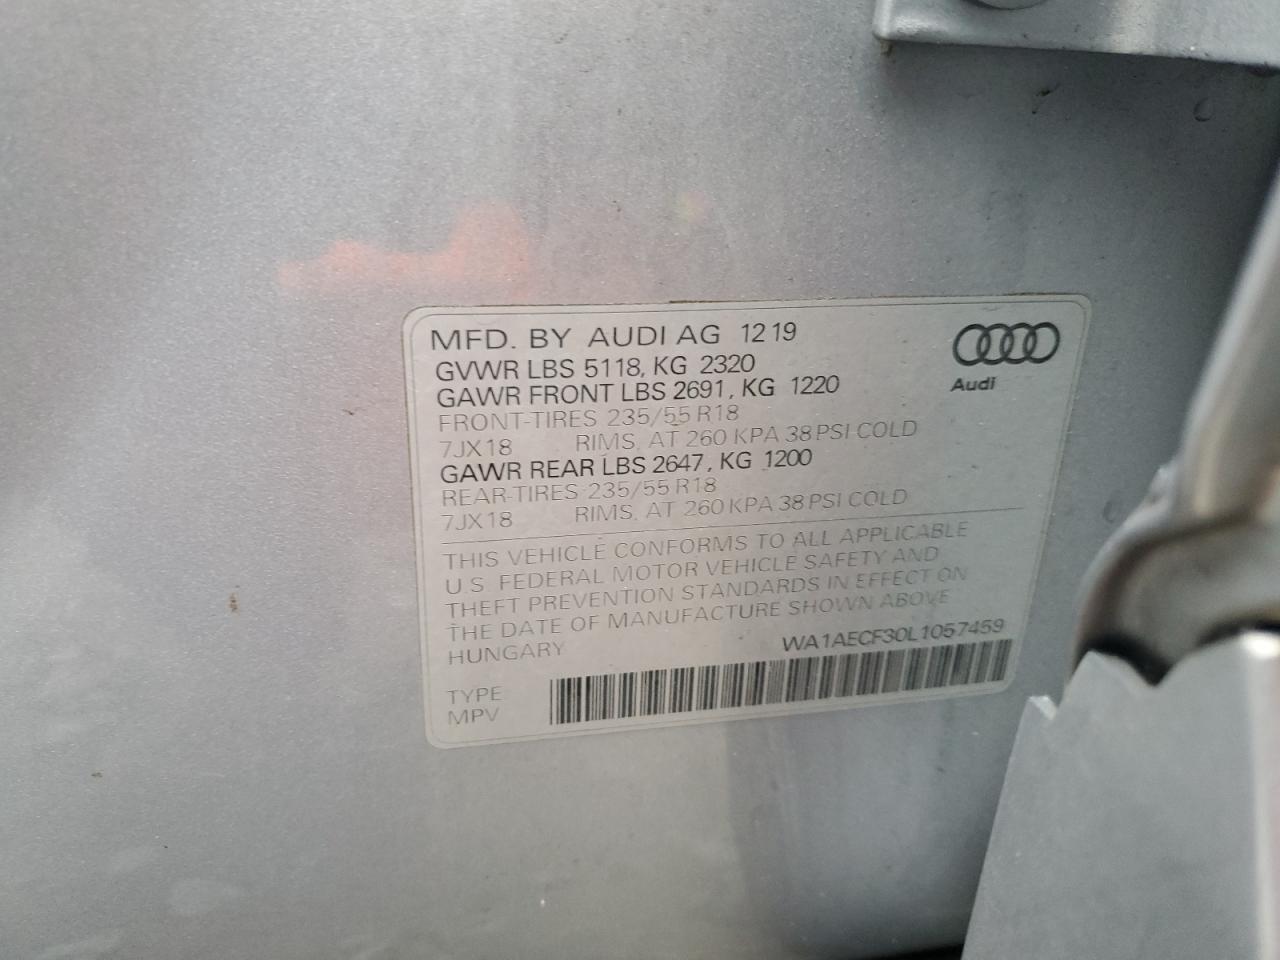 MFD. BY AUDI AG 12 19
GVWR LBS 5118, KG 2320
GAWR FRONT LBS 2691, KG 1220
FRONT-TIRES 235/55 R18
7JX18 RIMS, AT 260 KPA 38 PSI COLD
GAWR REAR LBS 2647, KG 1200
REAR-TIRES 235/55 R18
7JX18 RIMS, AT 260 KPA 38 PSI COLD
Audi
THIS VEHICLE CONFORMS TO ALL APPLICABLE
U.S. FEDERAL MOTOR VEHICLE SAFETY AND
THEFT PREVENTION STANDARDS IN EFFECT ON
THE DATE OF MANUFACTURE SHOWN ABOVE
HUNGARY WA1AECF30L1057459
TYPE
MPV